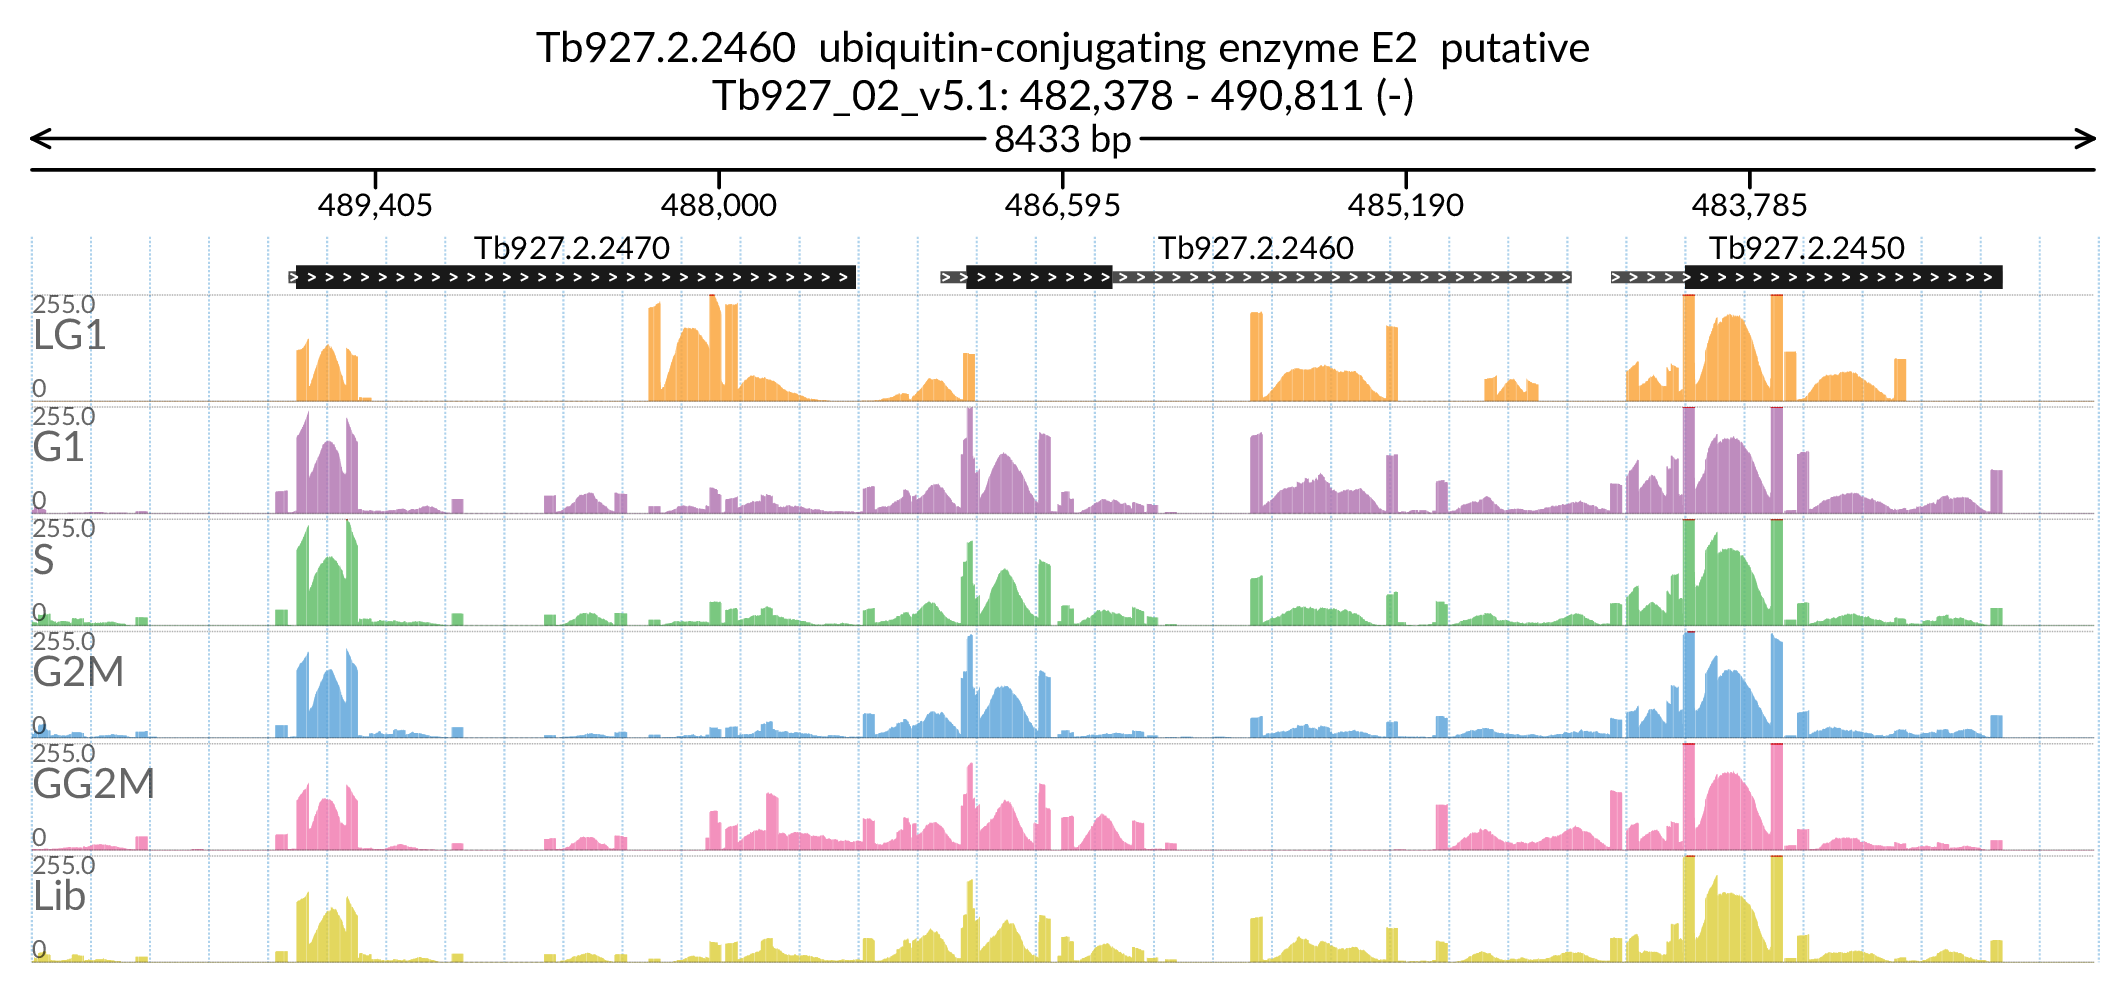 Tb927.2.2460  ubiquitin-conjugating enzyme E2  putative
Tb927_02_v5.1: 482,378 - 490,811 (-)
8433 bp
489,405 488,000 486,595 485,190 483,785
Tb927.2.2470 Tb927.2.2460 Tb927.2.2450
255.0
LG1
0
255.0
G1
0
255.0
S
0
255.0
G2M
0
255.0
GG2M
0
255.0
Lib
0